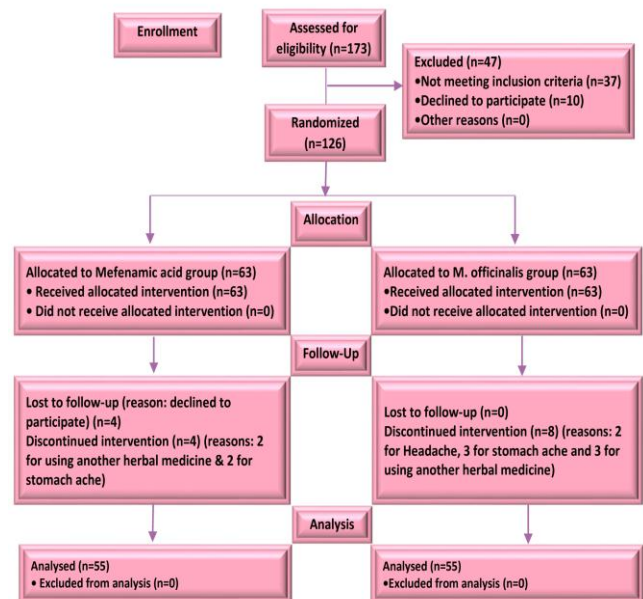 Enrollment
Assessed for
eligibility (n=173)
Excluded (n=47)
•Not meeting inclusion criteria (n=37)
•Declined to participate (n=10)
•Other reasons (n=0)
Randomized
(n=126)
Allocation
Allocated to Mefenamic acid group (n=63)
• Received allocated intervention (n=63)
• Did not receive allocated intervention (n=0)
Allocated to M. officinalis group (n=63)
•Received allocated intervention (n=63)
•Did not receive allocated intervention (n=0)
Follow-Up
Lost to follow-up (reason: declined to
participate) (n=4)
Discontinued intervention (n=4) (reasons: 2
for using another herbal medicine & 2 for
stomach ache)
Lost to follow-up (n=0)
Discontinued intervention (n=8) (reasons: 2
for Headache, 3 for stomach ache and 3 for
using another herbal medicine)
Analysis
Analysed (n=55)
• Excluded from analysis (n=0)
Analysed (n=55)
•Excluded from analysis (n=0)